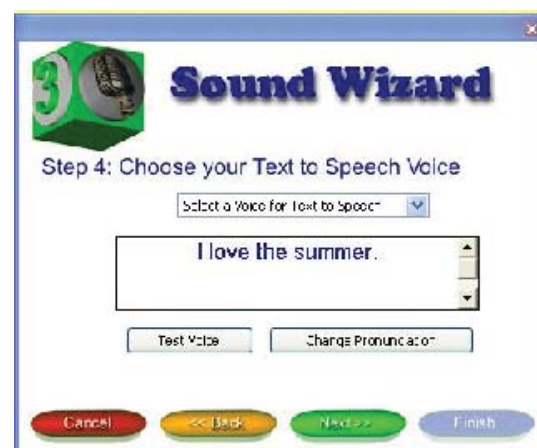 3
Sound Wizard
Step 4: Choose your Text to Speech Voice
Select a Voice for Text to Speech
I love the summer.
Test Voice Change Pronunciation
Cancel << Back Next >> Finish